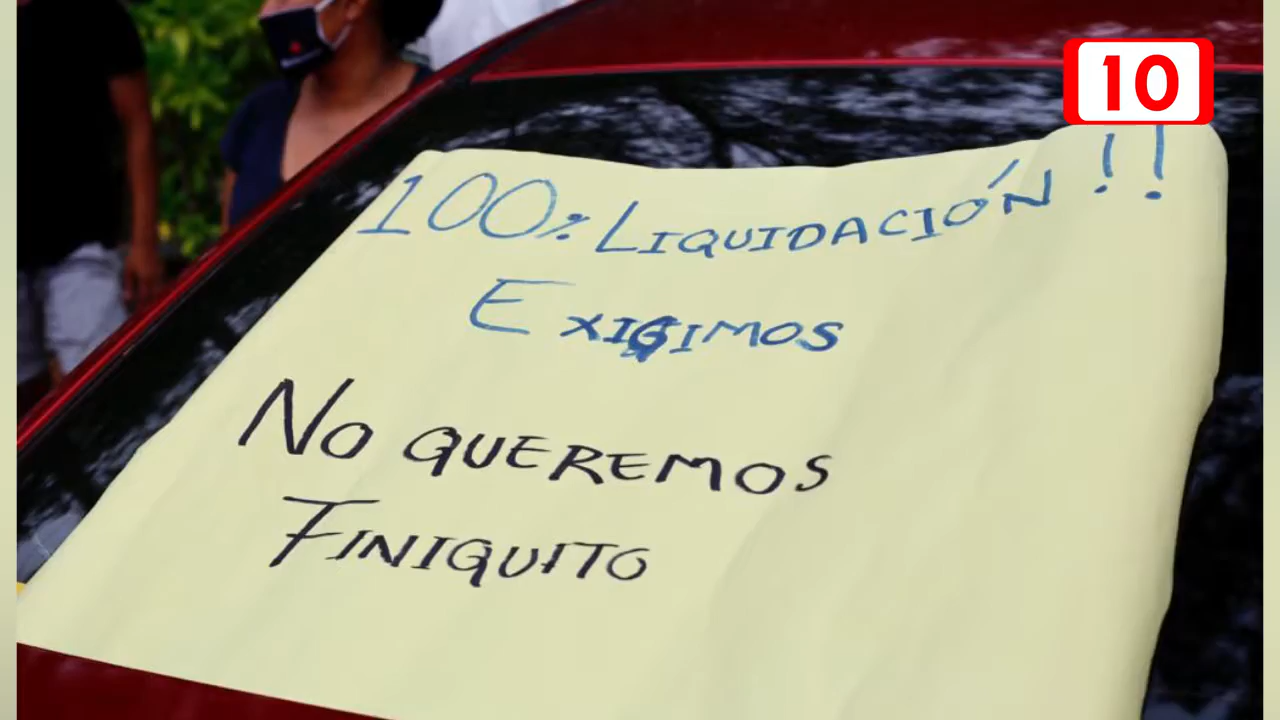 10
100% LIQUIDACIÓN!!
EXIGIMOS
NO QUEREMOS
FINIQUITO